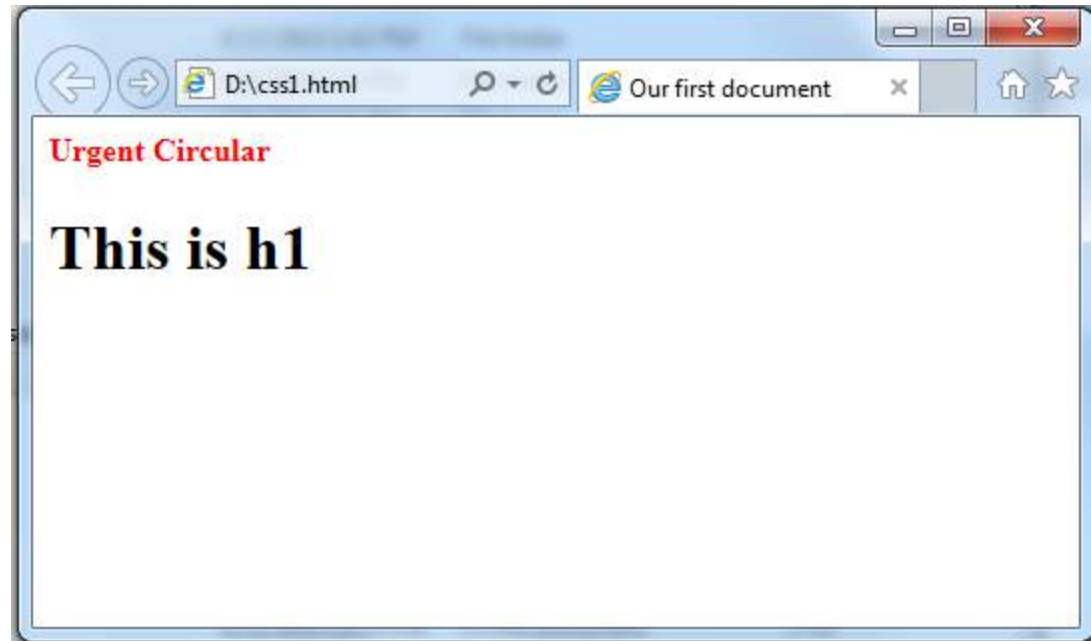 D:\css1.html
Our first document
Urgent Circular
This is h1